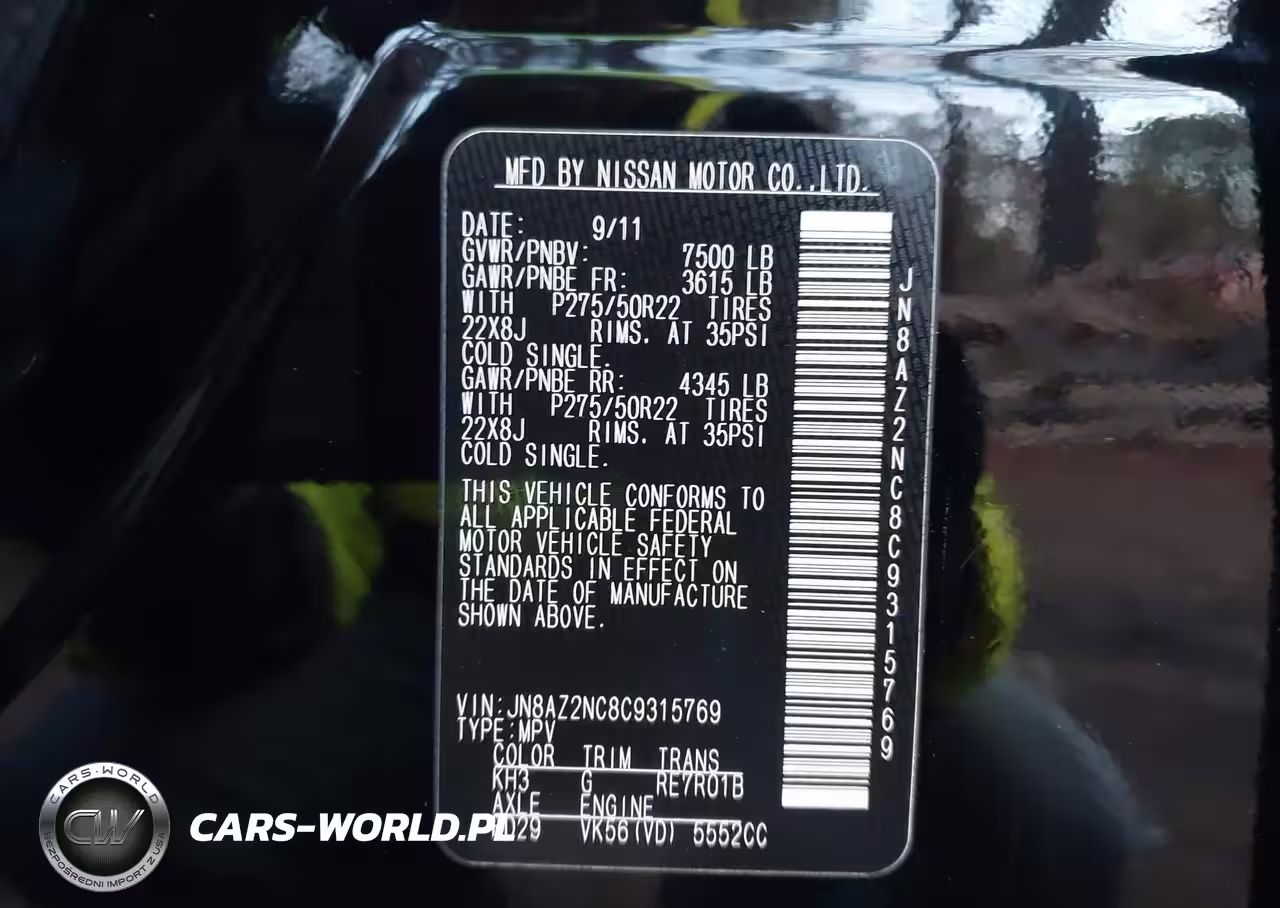 MFD BY NISSAN MOTOR CO.,LTD.
DATE: 9/11
GVWR/PNBV: 7500 LB
GAWR/PNBE FR: 3615 LB
WITH P275/50R22 TIRES
22X8J RIMS. AT 35PSI
COLD SINGLE.
GAWR/PNBE RR: 4345 LB
WITH P275/50R22 TIRES
22X8J RIMS. AT 35PSI
COLD SINGLE.
THIS VEHICLE CONFORMS TO
ALL APPLICABLE FEDERAL
MOTOR VEHICLE SAFETY
STANDARDS IN EFFECT ON
THE DATE OF MANUFACTURE
SHOWN ABOVE.
VIN:JN8AZ2NC8C9315769
TYPE:MPV
COLOR TRIM TRANS
KH3 G RE7R01B
AXLE ENGINE
VK56(VD) 5552CC
JN8AZ2NC8C9315769
CARS-WORLD
CW
BEZPOŚREDNI IMPORT Z USA
CARS-WORLD.PL